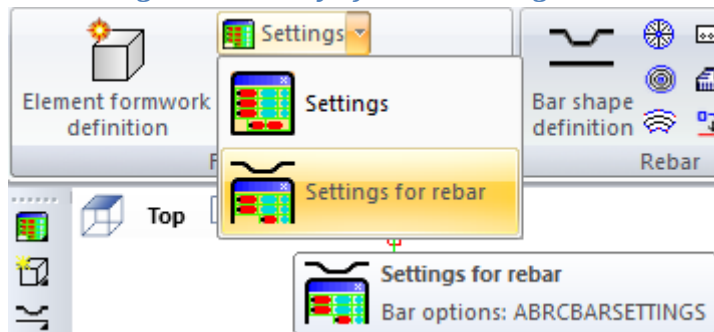 Settings
Element formwork
definition
Settings
Settings for rebar
Bar shape
definition
Rebar
Top
Settings for rebar
Bar options: ABRCBARSETTINGS